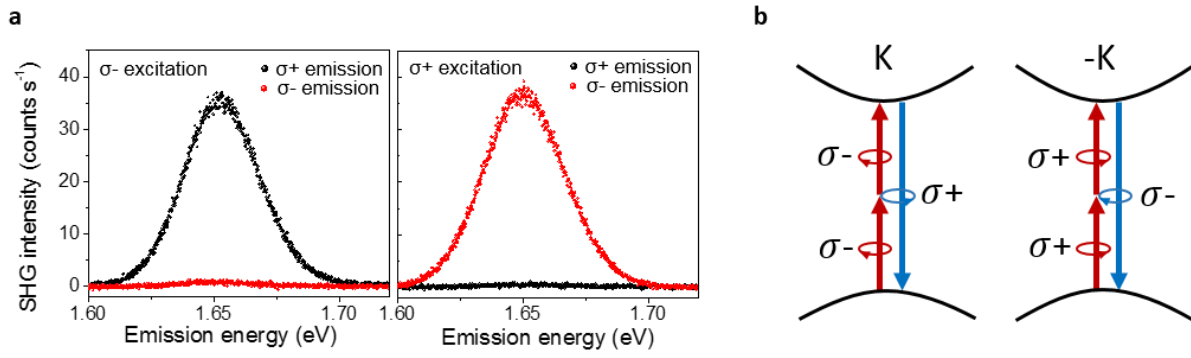 a
σ- excitation
σ+ emission
σ- emission
σ+ excitation
σ+ emission
σ- emission
SHG intensity (counts s⁻¹)
40
30
20
10
0
1.60
1.65
1.70
1.60
1.65
1.70
Emission energy (eV)
Emission energy (eV)
b
K
-K
σ-
σ+
σ+
σ-
σ-
σ+